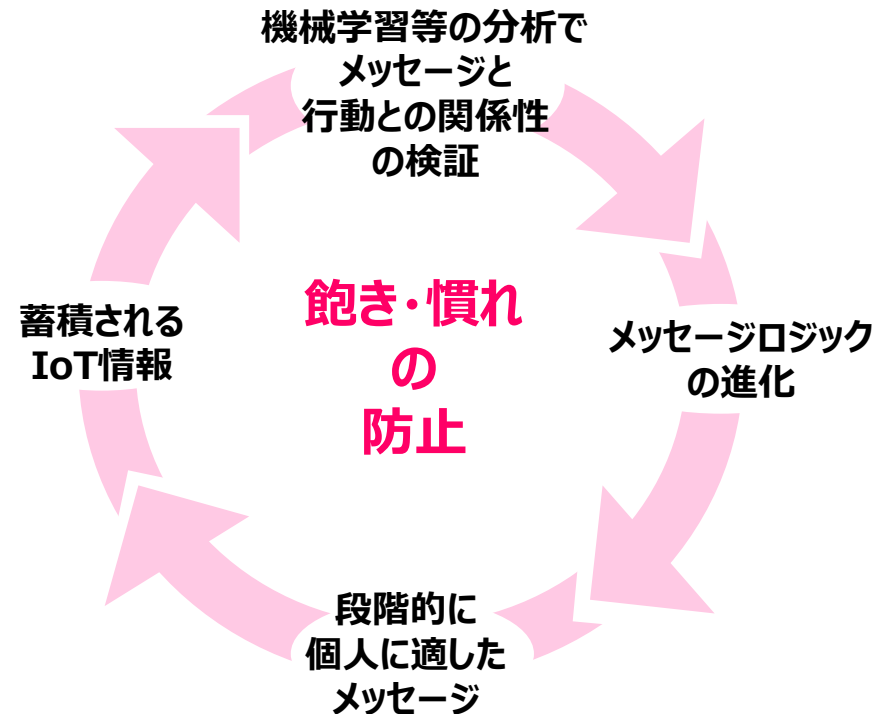 機械学習等の分析で
メッセージと
行動との関係性
の検証
飽き・慣れ
の
防止
蓄積される
IoT情報
メッセージロジック
の進化
段階的に
個人に適した
メッセージ